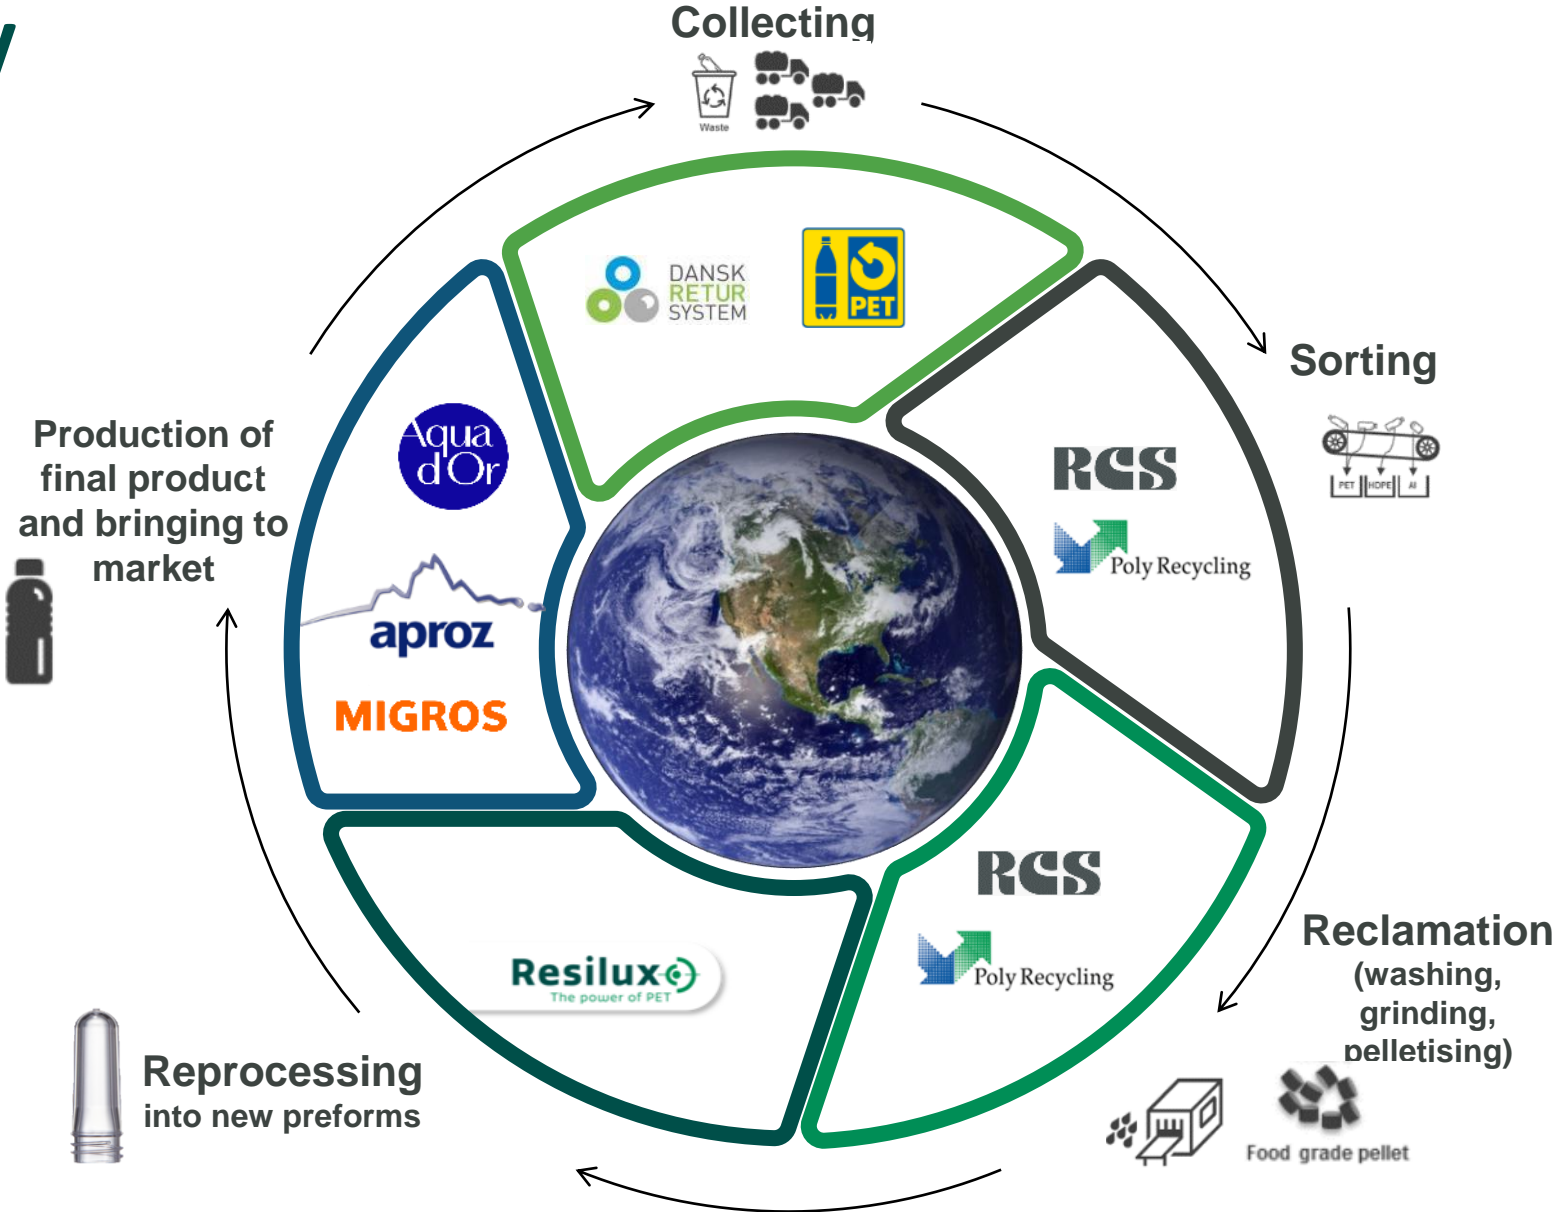 Collecting
Waste
DANSK
RETUR
SYSTEM
PET
Sorting
PET HDPE Al
RCS
Poly Recycling
Reclamation
(washing,
grinding,
pelletising)
Food grade pellet
RCS
Poly Recycling
Resilux
The power of PET
Reprocessing
into new preforms
Production of
final product
and bringing to
market
Aqua
d'Or
aproz
MIGROS